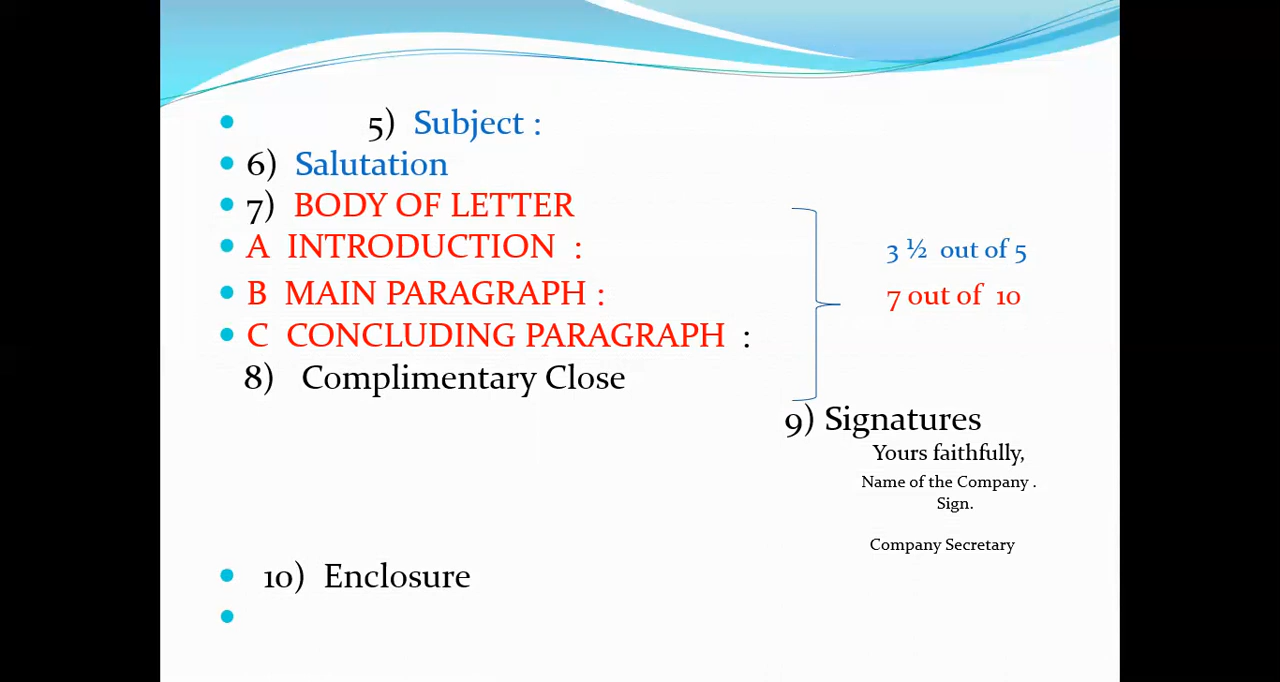 5) Subject :
6) Salutation
7) BODY OF LETTER
A INTRODUCTION :
3 ½ out of 5
B MAIN PARAGRAPH :
7 out of 10
C CONCLUDING PARAGRAPH :
8) Complimentary Close
9) Signatures
Yours faithfully,
Name of the Company .
Sign.
Company Secretary
10) Enclosure